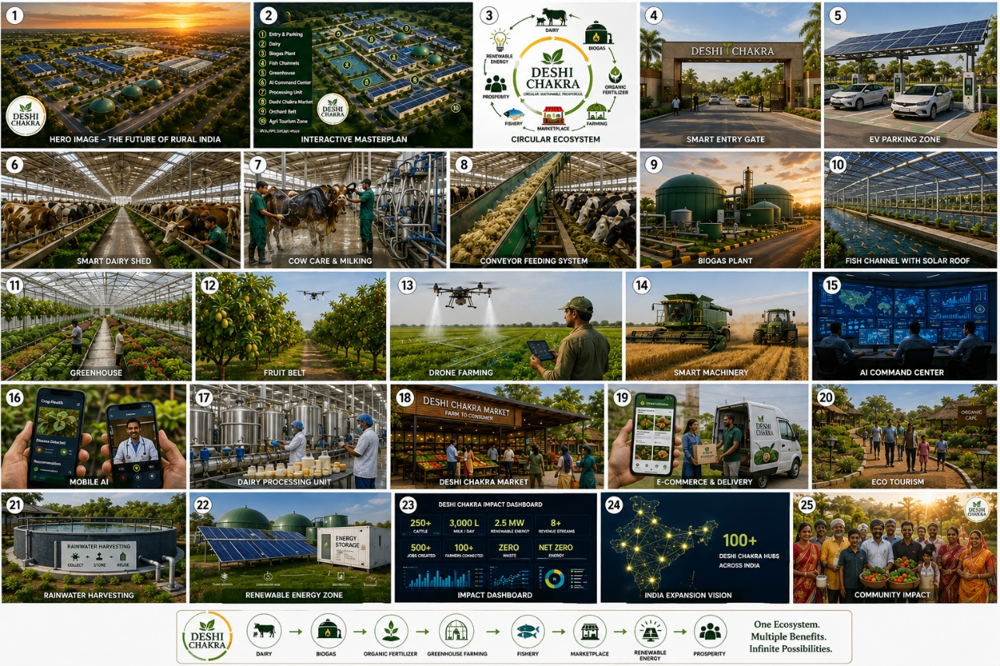 1
DESHI
CHAKRA
HERO IMAGE – THE FUTURE OF RURAL INDIA
2
1 Entry & Parking
2 Dairy
3 Biogas Plant
4 Fish Channels
5 Greenhouse
6 AI Command Center
7 Processing Unit
8 Deshi Chakra Market
9 Orchard Belt
10 Agri Tourism Zone
DESHI
CHAKRA
10
INTERACTIVE MASTERPLAN
3
DAIRY
BIOGAS
ORGANIC
FERTILIZER
FARMING
MARKETPLACE
FISHERY
PROSPERITY
RENEWABLE
ENERGY
DESHI
CHAKRA
CIRCULAR SUSTAINABLE PROSPEROUS
CIRCULAR ECOSYSTEM
4
DESHI CHAKRA
SMART ENTRY GATE
5
EV PARKING ZONE
6
SMART DAIRY SHED
7
COW CARE & MILKING
8
CONVEYOR FEEDING SYSTEM
9
BIOGAS PLANT
10
FISH CHANNEL WITH SOLAR ROOF
11
GREENHOUSE
12
FRUIT BELT
13
DRONE FARMING
14
SMART MACHINERY
15
AI COMMAND CENTER
16
Crop Health
Disease Detected
MOBILE AI
17
DAIRY PROCESSING UNIT
18
DESHI CHAKRA MARKET
FARM TO CONSUMER
DESHI CHAKRA MARKET
19
DESHI
CHAKRA
E-COMMERCE & DELIVERY
20
ORGANIC
CAFE
ECO TOURISM
21
RAINWATER HARVESTING
COLLECT
STORE
REUSE
RAINWATER HARVESTING
22
ENERGY
STORAGE
RENEWABLE ENERGY ZONE
23
DESHI CHAKRA IMPACT DASHBOARD
250+
CATTLE
3,000 L
MILK / DAY
2.5 MW
RENEWABLE ENERGY
8+
REVENUE STREAMS
500+
JOBS CREATED
100+
FARMERS CONNECTED
ZERO
WASTE
NET ZERO
ENERGY
IMPACT DASHBOARD
24
100+
DESHI CHAKRA HUBS
ACROSS INDIA
INDIA EXPANSION VISION
25
DESHI
CHAKRA
COMMUNITY IMPACT
DESHI
CHAKRA
DAIRY
BIOGAS
ORGANIC FERTILIZER
GREENHOUSE FARMING
FISHERY
MARKETPLACE
RENEWABLE
ENERGY
PROSPERITY
One Ecosystem.
Multiple Benefits.
Infinite Possibilities.